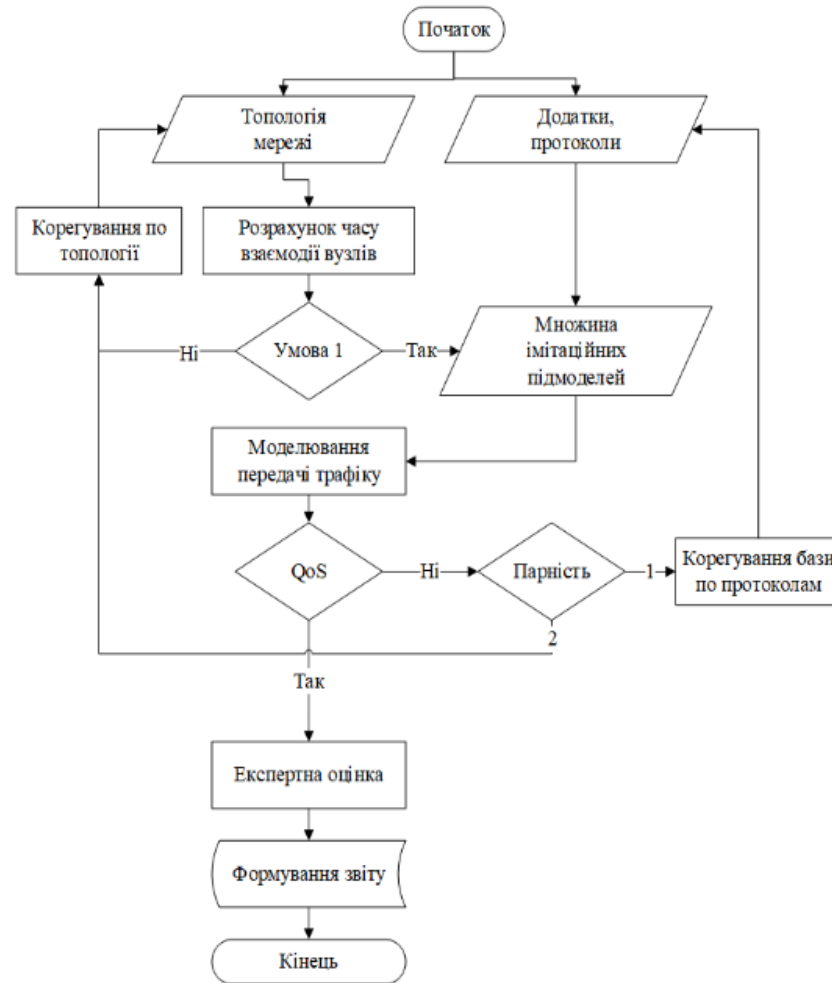 Початок
Топологія
мережі
Додатки,
протоколи
Корегування по
топології
Розрахунок часу
взаємодії вузлів
Ні
Умова 1
Так
Множина
імітаційних
підмоделей
Моделювання
передачі трафіку
QoS
Ні
Парність
1
Корегування бази
по протоколам
2
Так
Експертна оцінка
Формування звіту
Кінець